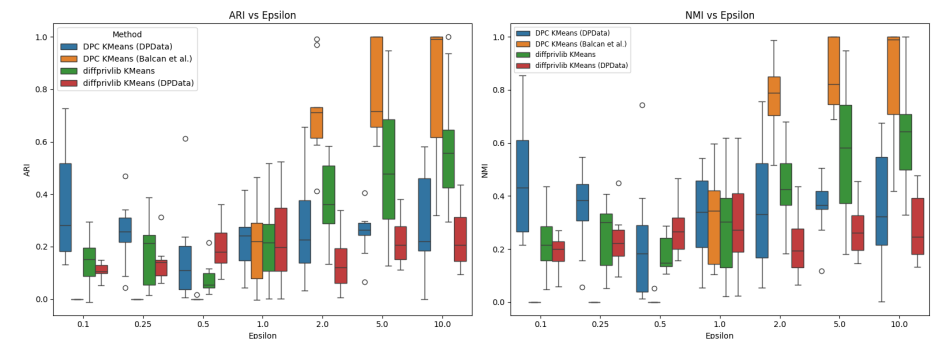 ARI vs Epsilon
Method
DPC KMeans (DPData)
DPC KMeans (Balcan et al.)
diffprivlib KMeans
diffprivlib KMeans (DPData)
1.0
0.8
0.6
0.4
0.2
0.0
ARI
0.1 0.25 0.5 1.0 2.0 5.0 10.0
Epsilon
NMI vs Epsilon
DPC KMeans (DPData)
DPC KMeans (Balcan et al.)
diffprivlib KMeans
diffprivlib KMeans (DPData)
1.0
0.8
0.6
0.4
0.2
0.0
NMI
0.1 0.25 0.5 1.0 2.0 5.0 10.0
Epsilon